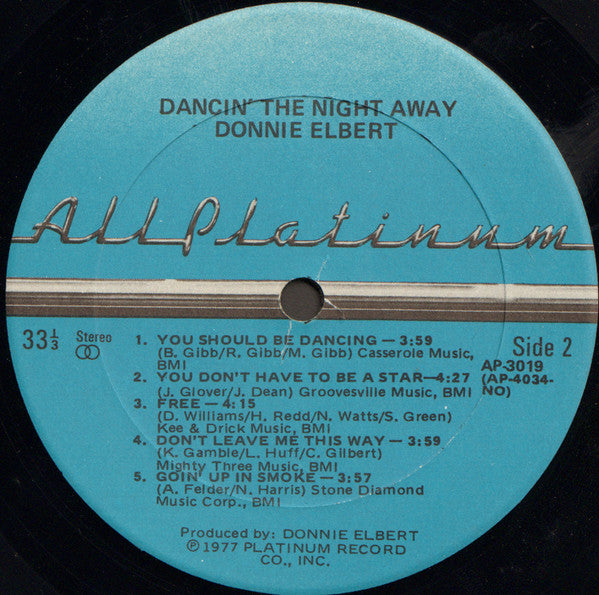 DANCIN' THE NIGHT AWAY
DONNIE ELBERT
All Platinum
33 1/3 Stereo
Side 2
AP-3019
(AP-4034-
NO)
1. YOU SHOULD BE DANCING — 3:59
(B. Gibb/R. Gibb/M. Gibb) Casserole Music,
BMI
2. YOU DON'T HAVE TO BE A STAR—4:27
(J. Glover/J. Dean) Groovesville Music, BMI
3. FREE — 4:15
(D. Williams/H. Redd/N. Watts/S. Green)
Kee & Drick Music, BMI
4. DON'T LEAVE ME THIS WAY — 3:59
(K. Gamble/L. Huff/C. Gilbert)
Mighty Three Music, BMI
5. GOIN' UP IN SMOKE — 3:57
(A. Felder/N. Harris) Stone Diamond
Music Corp., BMI
Produced by: DONNIE ELBERT
℗1977 PLATINUM RECORD
CO., INC.